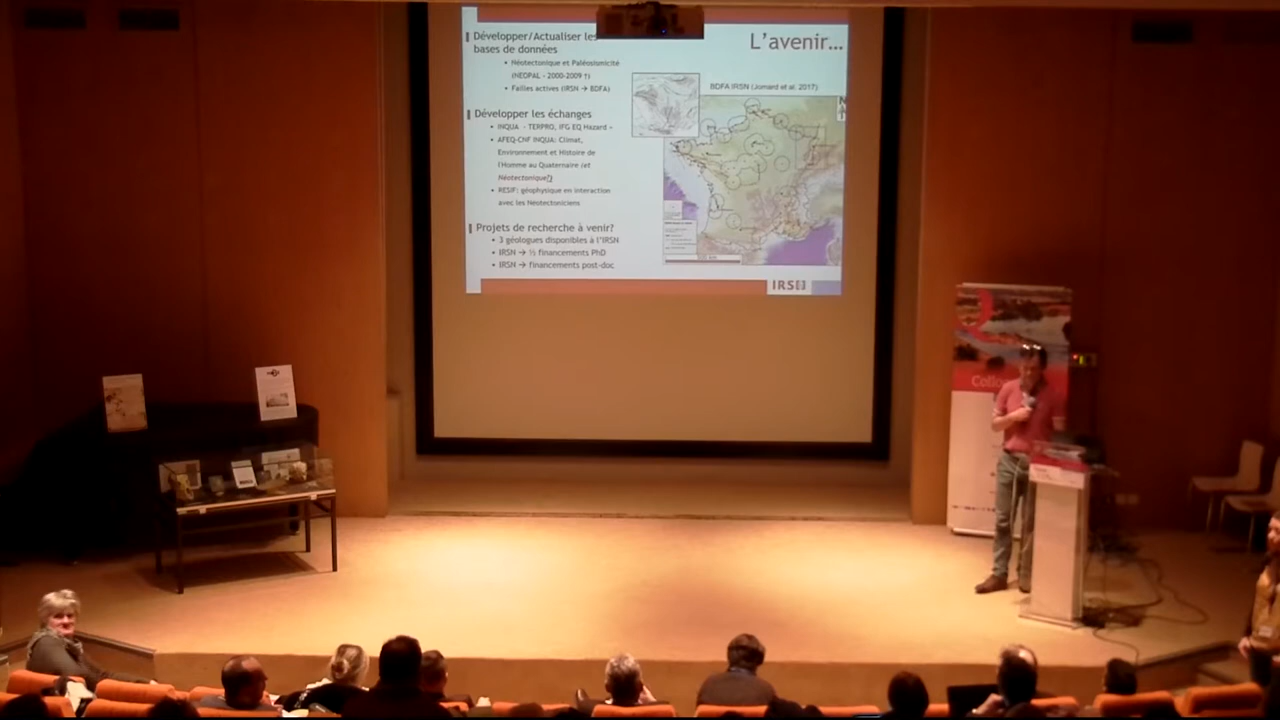 Développer/Actualiser les
bases de données
• Néotectonique et Paléosismicité
(NEOPAL - 2000-2009 †)
• Failles actives (IRSN → BDFA)
Développer les échanges
• INQUA - TERPRO, IFG EQ Hazard -
• AFEQ-CNF INQUA: Climat,
Environnement et Histoire de
l'Homme au Quaternaire (et
Néotectonique?)
• RESIF: géophysique en interaction
avec les Néotectoniciens
Projets de recherche à venir?
• 3 géologues disponibles à l'IRSN
• IRSN → ½ financements PhD
• IRSN → financements post-doc
L'avenir...
BDFA IRSN (Jomard et al. 2017)
N
IRSN
Collo